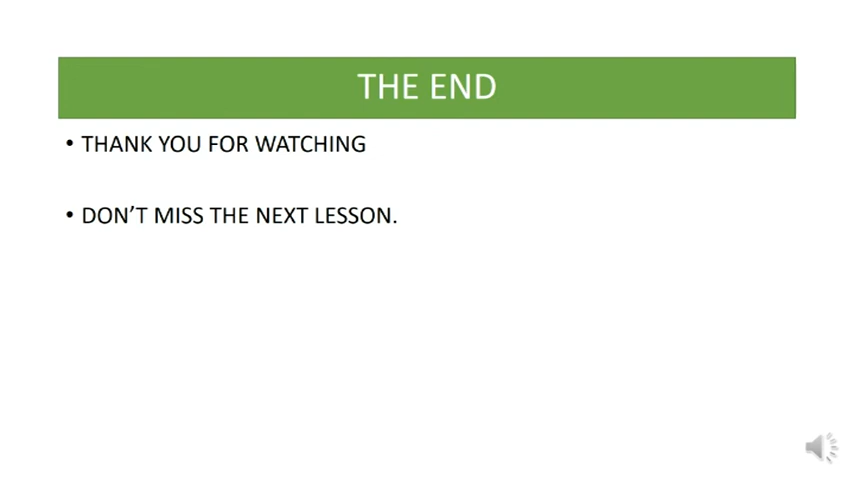 THE END
• THANK YOU FOR WATCHING
• DON’T MISS THE NEXT LESSON.